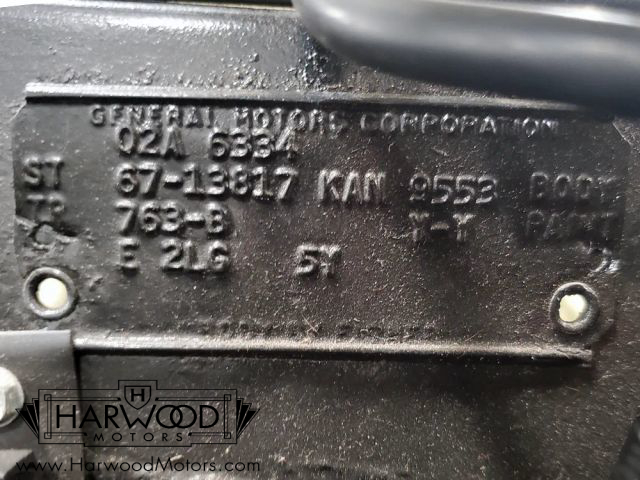 GENERAL MOTORS CORPORATION
02A 6334
ST 67-13817 KAN 9553 BODY
TR 763-B Y-Y PAINT
E 2LG 5Y
H
HARWOOD
MOTORS
www.HarwoodMotors.com